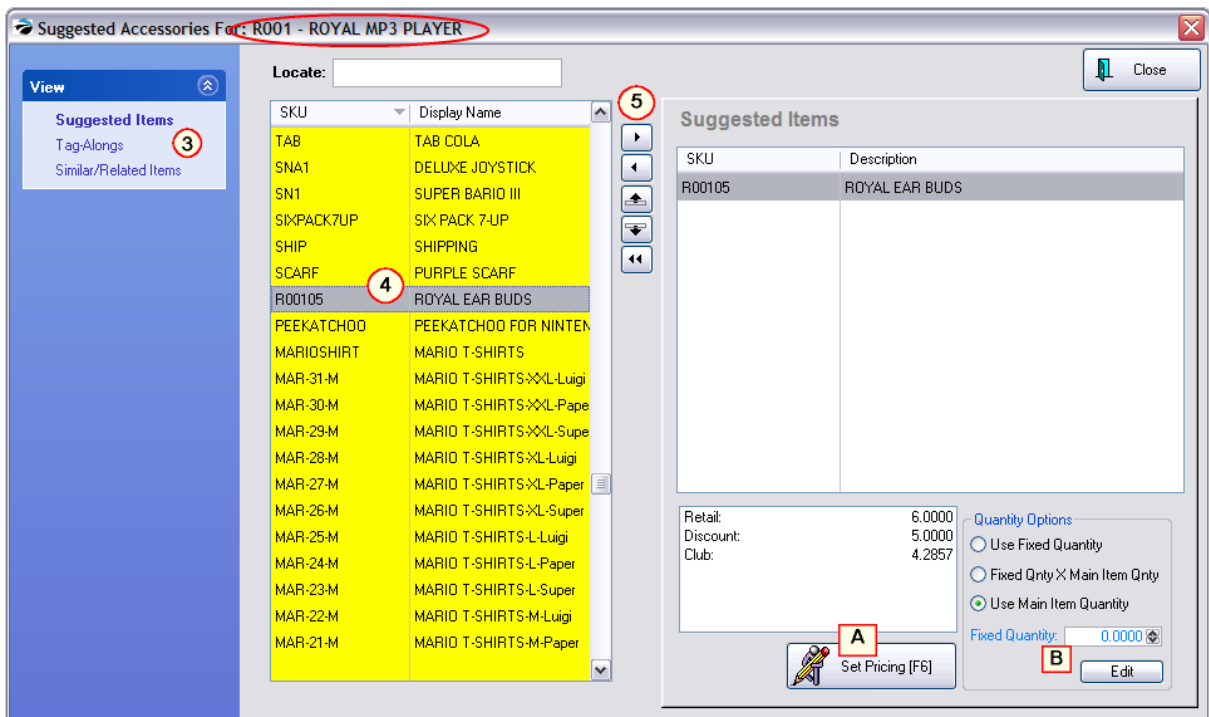 Suggested Accessories For: R001 - ROYAL MP3 PLAYER
View
Suggested Items
Tag-Alongs
3
Similar/Related Items
Locate:
Close
SKU Display Name
TAB TAB COLA
SNA1 DELUXE JOYSTICK
SN1 SUPER BARIO III
SIXPACK7UP SIX PACK 7-UP
SHIP SHIPPING
SCARF PURPLE SCARF
4
R00105 ROYAL EAR BUDS
PEEKATCHOO PEEKATCHOO FOR NINTEN
MARIOSHIRT MARIO T-SHIRTS
MAR-31-M MARIO T-SHIRTS-XXL-Luigi
MAR-30-M MARIO T-SHIRTS-XXL-Pape
MAR-29-M MARIO T-SHIRTS-XXL-Supe
MAR-28-M MARIO T-SHIRTS-XL-Luigi
MAR-27-M MARIO T-SHIRTS-XL-Paper
MAR-26-M MARIO T-SHIRTS-XL-Super
MAR-25-M MARIO T-SHIRTS-L-Luigi
MAR-24-M MARIO T-SHIRTS-L-Paper
MAR-23-M MARIO T-SHIRTS-L-Super
MAR-22-M MARIO T-SHIRTS-M-Luigi
MAR-21-M MARIO T-SHIRTS-M-Paper
5
Suggested Items
SKU Description
R00105 ROYAL EAR BUDS
Retail: 6.0000
Discount: 5.0000
Club: 4.2857
A
Set Pricing [F6]
Quantity Options
Use Fixed Quantity
Fixed Qnty X Main Item Qnty
Use Main Item Quantity
Fixed Quantity: 0.0000
B
Edit